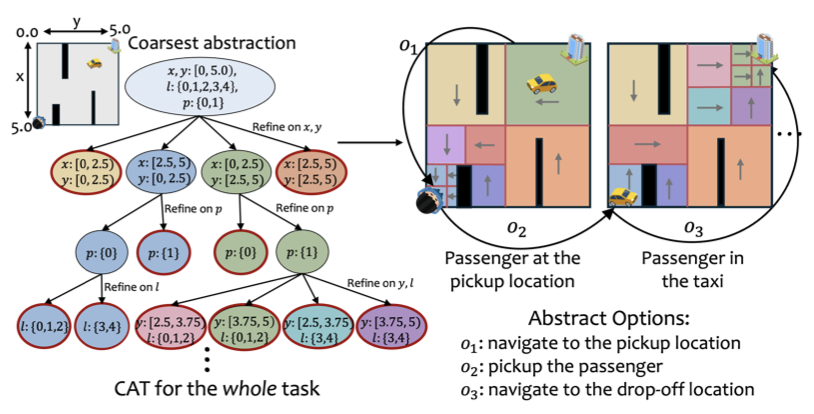 y
0.0
5.0
x
5.0
Coarsest abstraction
x, y: [0, 5.0),
l: {0,1,2,3,4},
p: {0,1}
Refine on x, y
x: [0, 2.5)
y: [0, 2.5)
x: [2.5, 5)
y: [0, 2.5)
x: [0, 2.5)
y: [2.5, 5)
x: [2.5, 5)
y: [2.5, 5)
Refine on p
Refine on p
p: {0}
p: {1}
p: {0}
p: {1}
Refine on l
Refine on y, l
l: {0,1,2}
l: {3,4}
y: [2.5, 3.75)
l: {0,1,2}
y: [3.75, 5)
l: {0,1,2}
y: [2.5, 3.75)
l: {3,4}
y: [3.75, 5)
l: {3,4}
CAT for the whole task
o₁
o₂
o₃
Passenger at the
pickup location
Passenger in
the taxi
Abstract Options:
o₁: navigate to the pickup location
o₂: pickup the passenger
o₃: navigate to the drop-off location